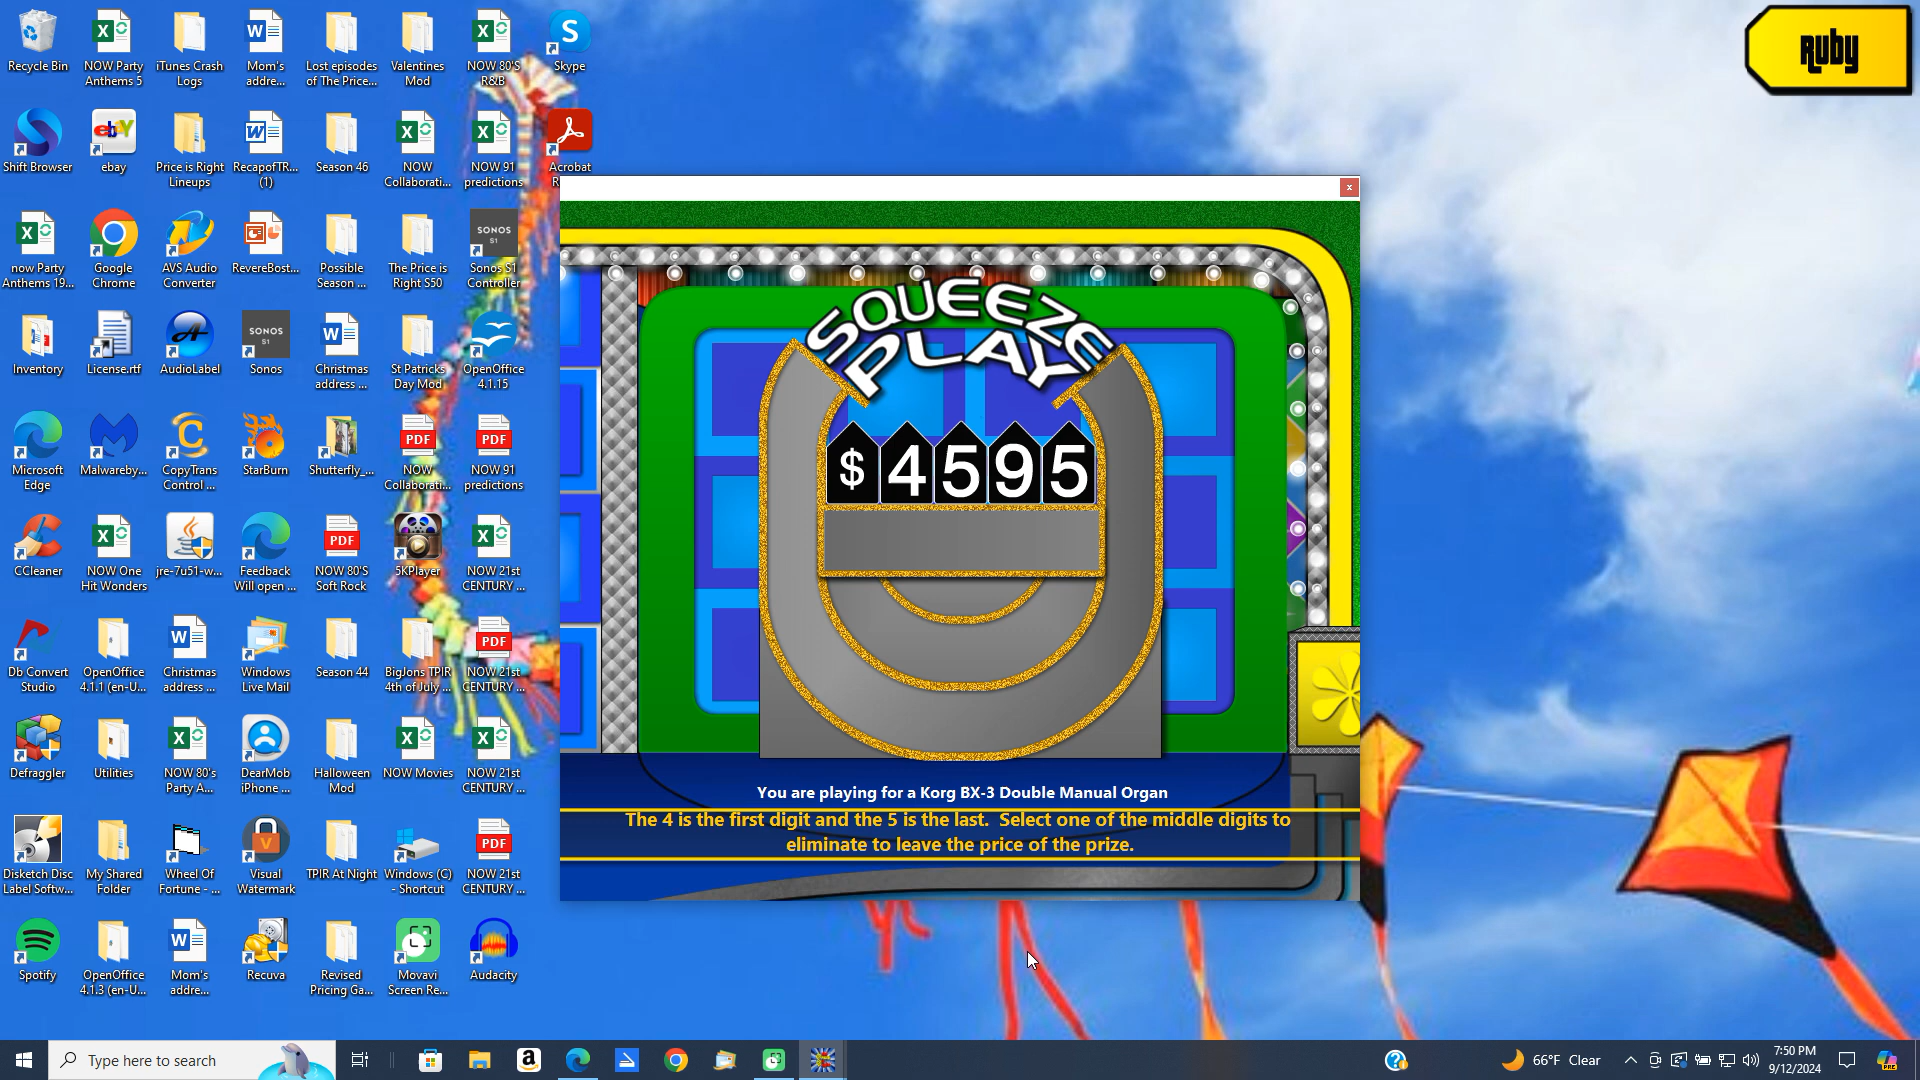 Recycle Bin
NOW Party
Anthems 5
iTunes Crash
Logs
Mom's
addre...
Lost episodes
of The Price...
Valentines
Mod
NOW 80'S
R&B
Skype
Shift Browser
ebay
Price is Right
Lineups
RecapofTR...
(1)
Season 46
NOW
Collaborati...
NOW 91
predictions
Acrobat
now Party
Anthems 19...
Google
Chrome
AVS Audio
Converter
RevereBost...
Possible
Season ...
The Price is
Right S50
SONOS
S1
Sonos S1
Controller
Inventory
License.rtf
AudioLabel
SONOS
S1
Sonos
Christmas
address ...
St Patricks
Day Mod
OpenOffice
4.1.15
Microsoft
Edge
Malwareby...
CopyTrans
Control ...
StarBurn
Shutterfly_...
PDF
NOW
Collaborati...
PDF
NOW 91
predictions
CCleaner
NOW One
Hit Wonders
jre-7u51-w...
Feedback
Will open ...
PDF
NOW 80'S
Soft Rock
5KPlayer
NOW 21st
CENTURY ...
Db Convert
Studio
OpenOffice
4.1.1 (en-U...
Christmas
address ...
Windows
Live Mail
Season 44
BigJons TPIR
4th of July ...
PDF
NOW 21st
CENTURY ...
Defraggler
Utilities
NOW 80's
Party A...
DearMob
iPhone ...
Halloween
Mod
NOW Movies
NOW 21st
CENTURY ...
Disketch Disc
Label Softw...
My Shared
Folder
Wheel Of
Fortune - ...
Visual
Watermark
TPIR At Night
Windows (C)
- Shortcut
PDF
NOW 21st
CENTURY ...
Spotify
OpenOffice
4.1.3 (en-U...
Mom's
addre...
Recuva
Revised
Pricing Ga...
Movavi
Screen Re...
Audacity
Ruby
SQUEEZE
PLAY
$4595
You are playing for a Korg BX-3 Double Manual Organ
The 4 is the first digit and the 5 is the last. Select one of the middle digits to
eliminate to leave the price of the prize.
Type here to search
66°F Clear
7:50 PM
9/12/2024